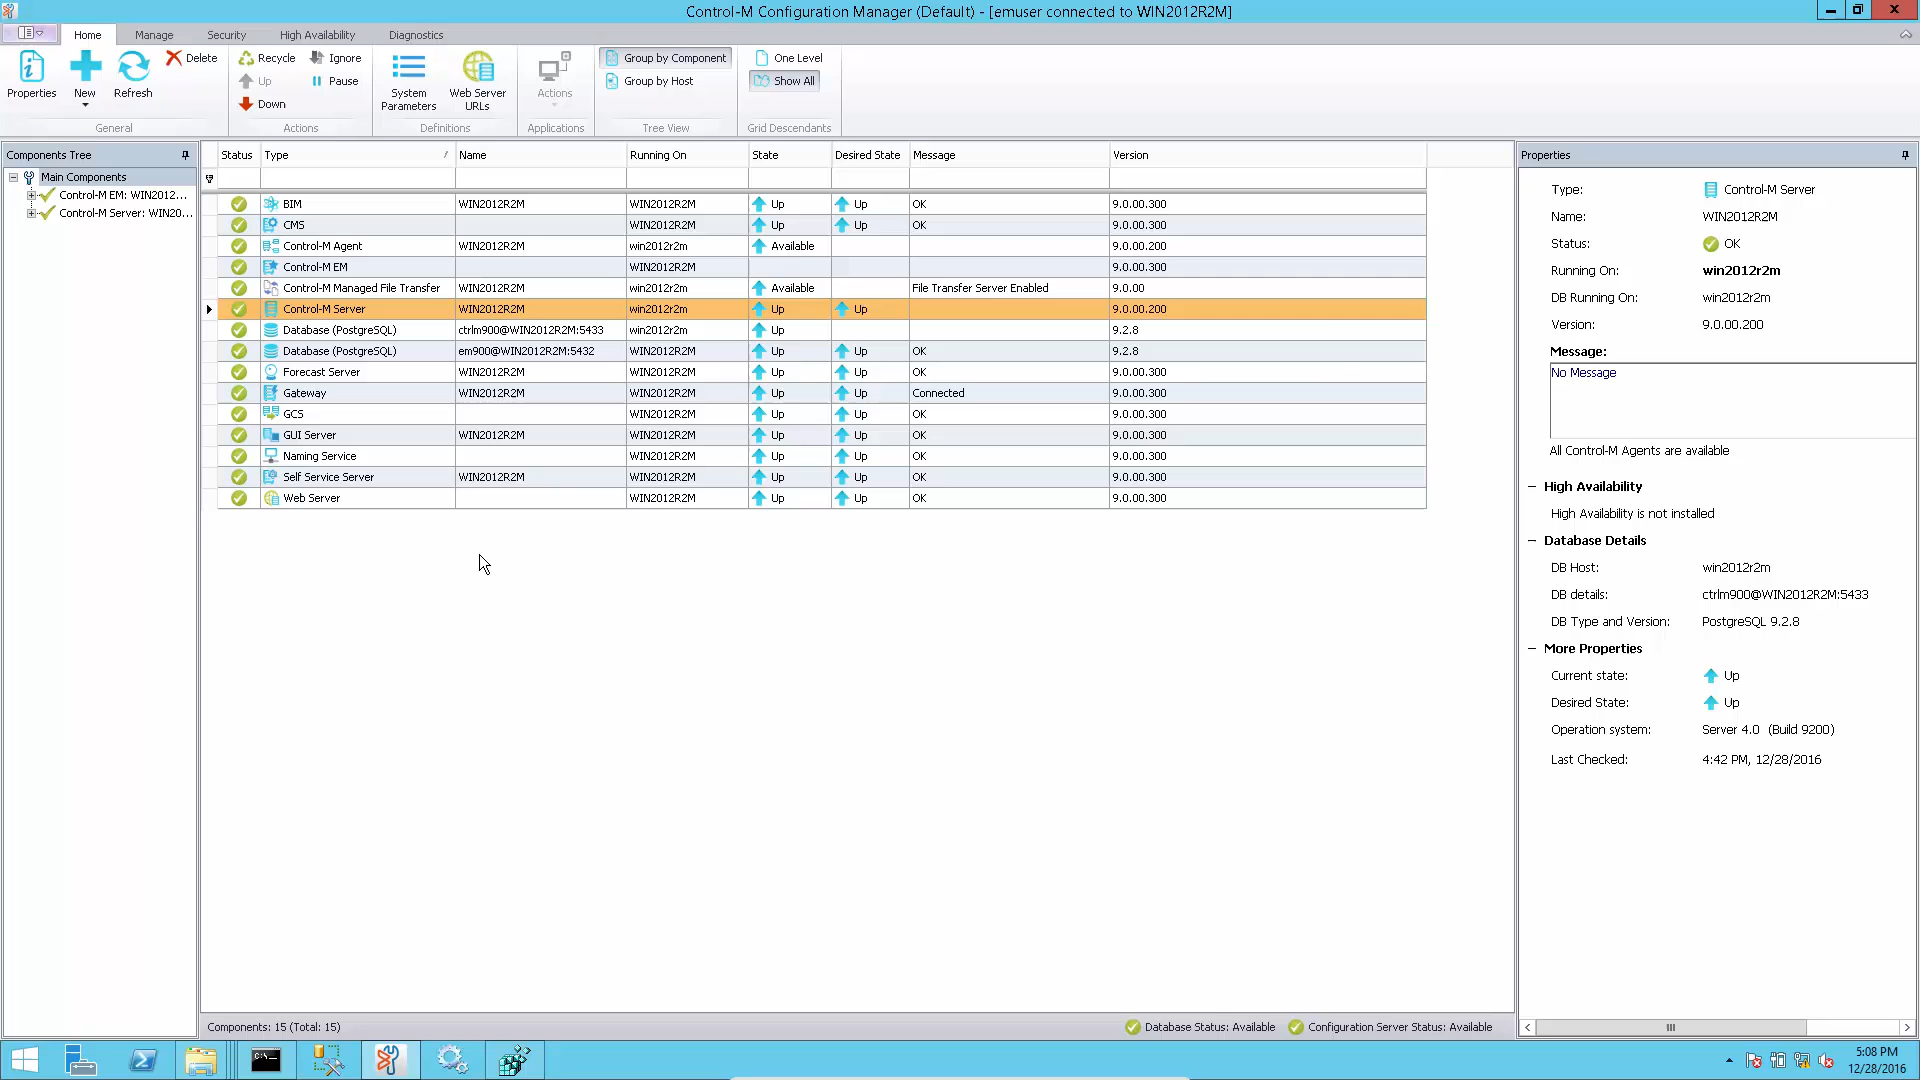 Control-M Configuration Manager (Default) - [emuser connected to WIN2012R2M]
Home Manage Security High Availability Diagnostics
Properties New Refresh Delete
General
Recycle Ignore
Up Pause
Down
Actions
System Parameters Web Server URLs
Definitions
Actions
Applications
Group by Component
Group by Host
Tree View
One Level
Show All
Grid Descendants
Components Tree
Main Components
Control-M EM: WIN2012...
Control-M Server: WIN20...
Status Type Name Running On State Desired State Message Version
BIM WIN2012R2M WIN2012R2M Up Up OK 9.0.00.300
CMS WIN2012R2M Up Up OK 9.0.00.300
Control-M Agent WIN2012R2M win2012r2m Available 9.0.00.200
Control-M EM WIN2012R2M 9.0.00.300
Control-M Managed File Transfer WIN2012R2M win2012r2m Available File Transfer Server Enabled 9.0.00
Control-M Server WIN2012R2M win2012r2m Up Up 9.0.00.200
Database (PostgreSQL) ctrlm900@WIN2012R2M:5433 win2012r2m Up 9.2.8
Database (PostgreSQL) em900@WIN2012R2M:5432 WIN2012R2M Up Up OK 9.2.8
Forecast Server WIN2012R2M WIN2012R2M Up Up OK 9.0.00.300
Gateway WIN2012R2M WIN2012R2M Up Up Connected 9.0.00.300
GCS WIN2012R2M Up Up OK 9.0.00.300
GUI Server WIN2012R2M WIN2012R2M Up Up OK 9.0.00.300
Naming Service WIN2012R2M Up Up OK 9.0.00.300
Self Service Server WIN2012R2M WIN2012R2M Up Up OK 9.0.00.300
Web Server WIN2012R2M Up Up OK 9.0.00.300
Components: 15 (Total: 15)
Database Status: Available Configuration Server Status: Available
Properties
Type: Control-M Server
Name: WIN2012R2M
Status: OK
Running On: win2012r2m
DB Running On: win2012r2m
Version: 9.0.00.200
Message:
No Message
All Control-M Agents are available
High Availability
High Availability is not installed
Database Details
DB Host: win2012r2m
DB details: ctrlm900@WIN2012R2M:5433
DB Type and Version: PostgreSQL 9.2.8
More Properties
Current state: Up
Desired State: Up
Operation system: Server 4.0 (Build 9200)
Last Checked: 4:42 PM, 12/28/2016
5:08 PM
12/28/2016